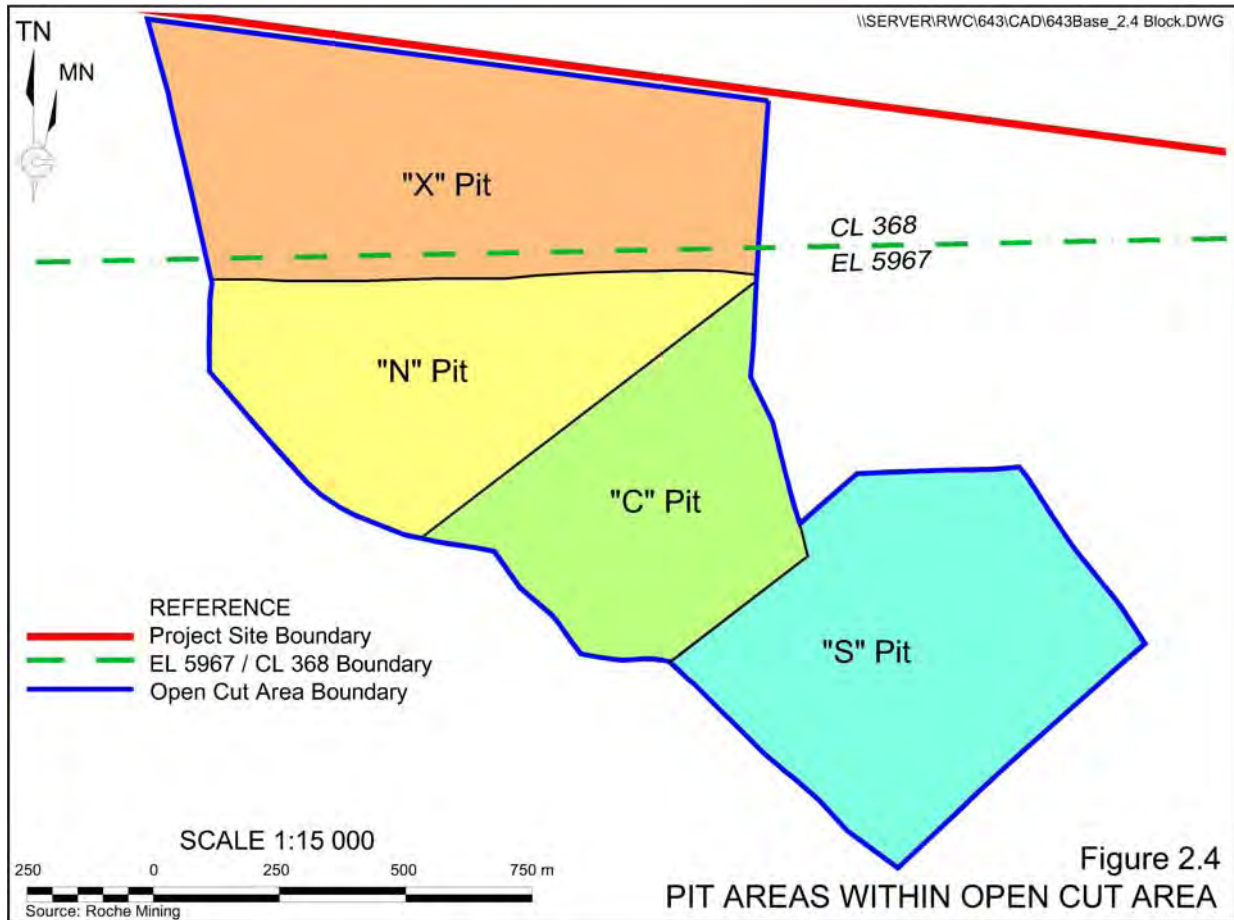 \\SERVER\RWC\643\CAD\643Base_2.4 Block.DWG
TN
MN
"X" Pit
CL 368
EL 5967
"N" Pit
"C" Pit
"S" Pit
REFERENCE
Project Site Boundary
EL 5967 / CL 368 Boundary
Open Cut Area Boundary
SCALE 1:15 000
250 0 250 500 750 m
Source: Roche Mining
Figure 2.4
PIT AREAS WITHIN OPEN CUT AREA